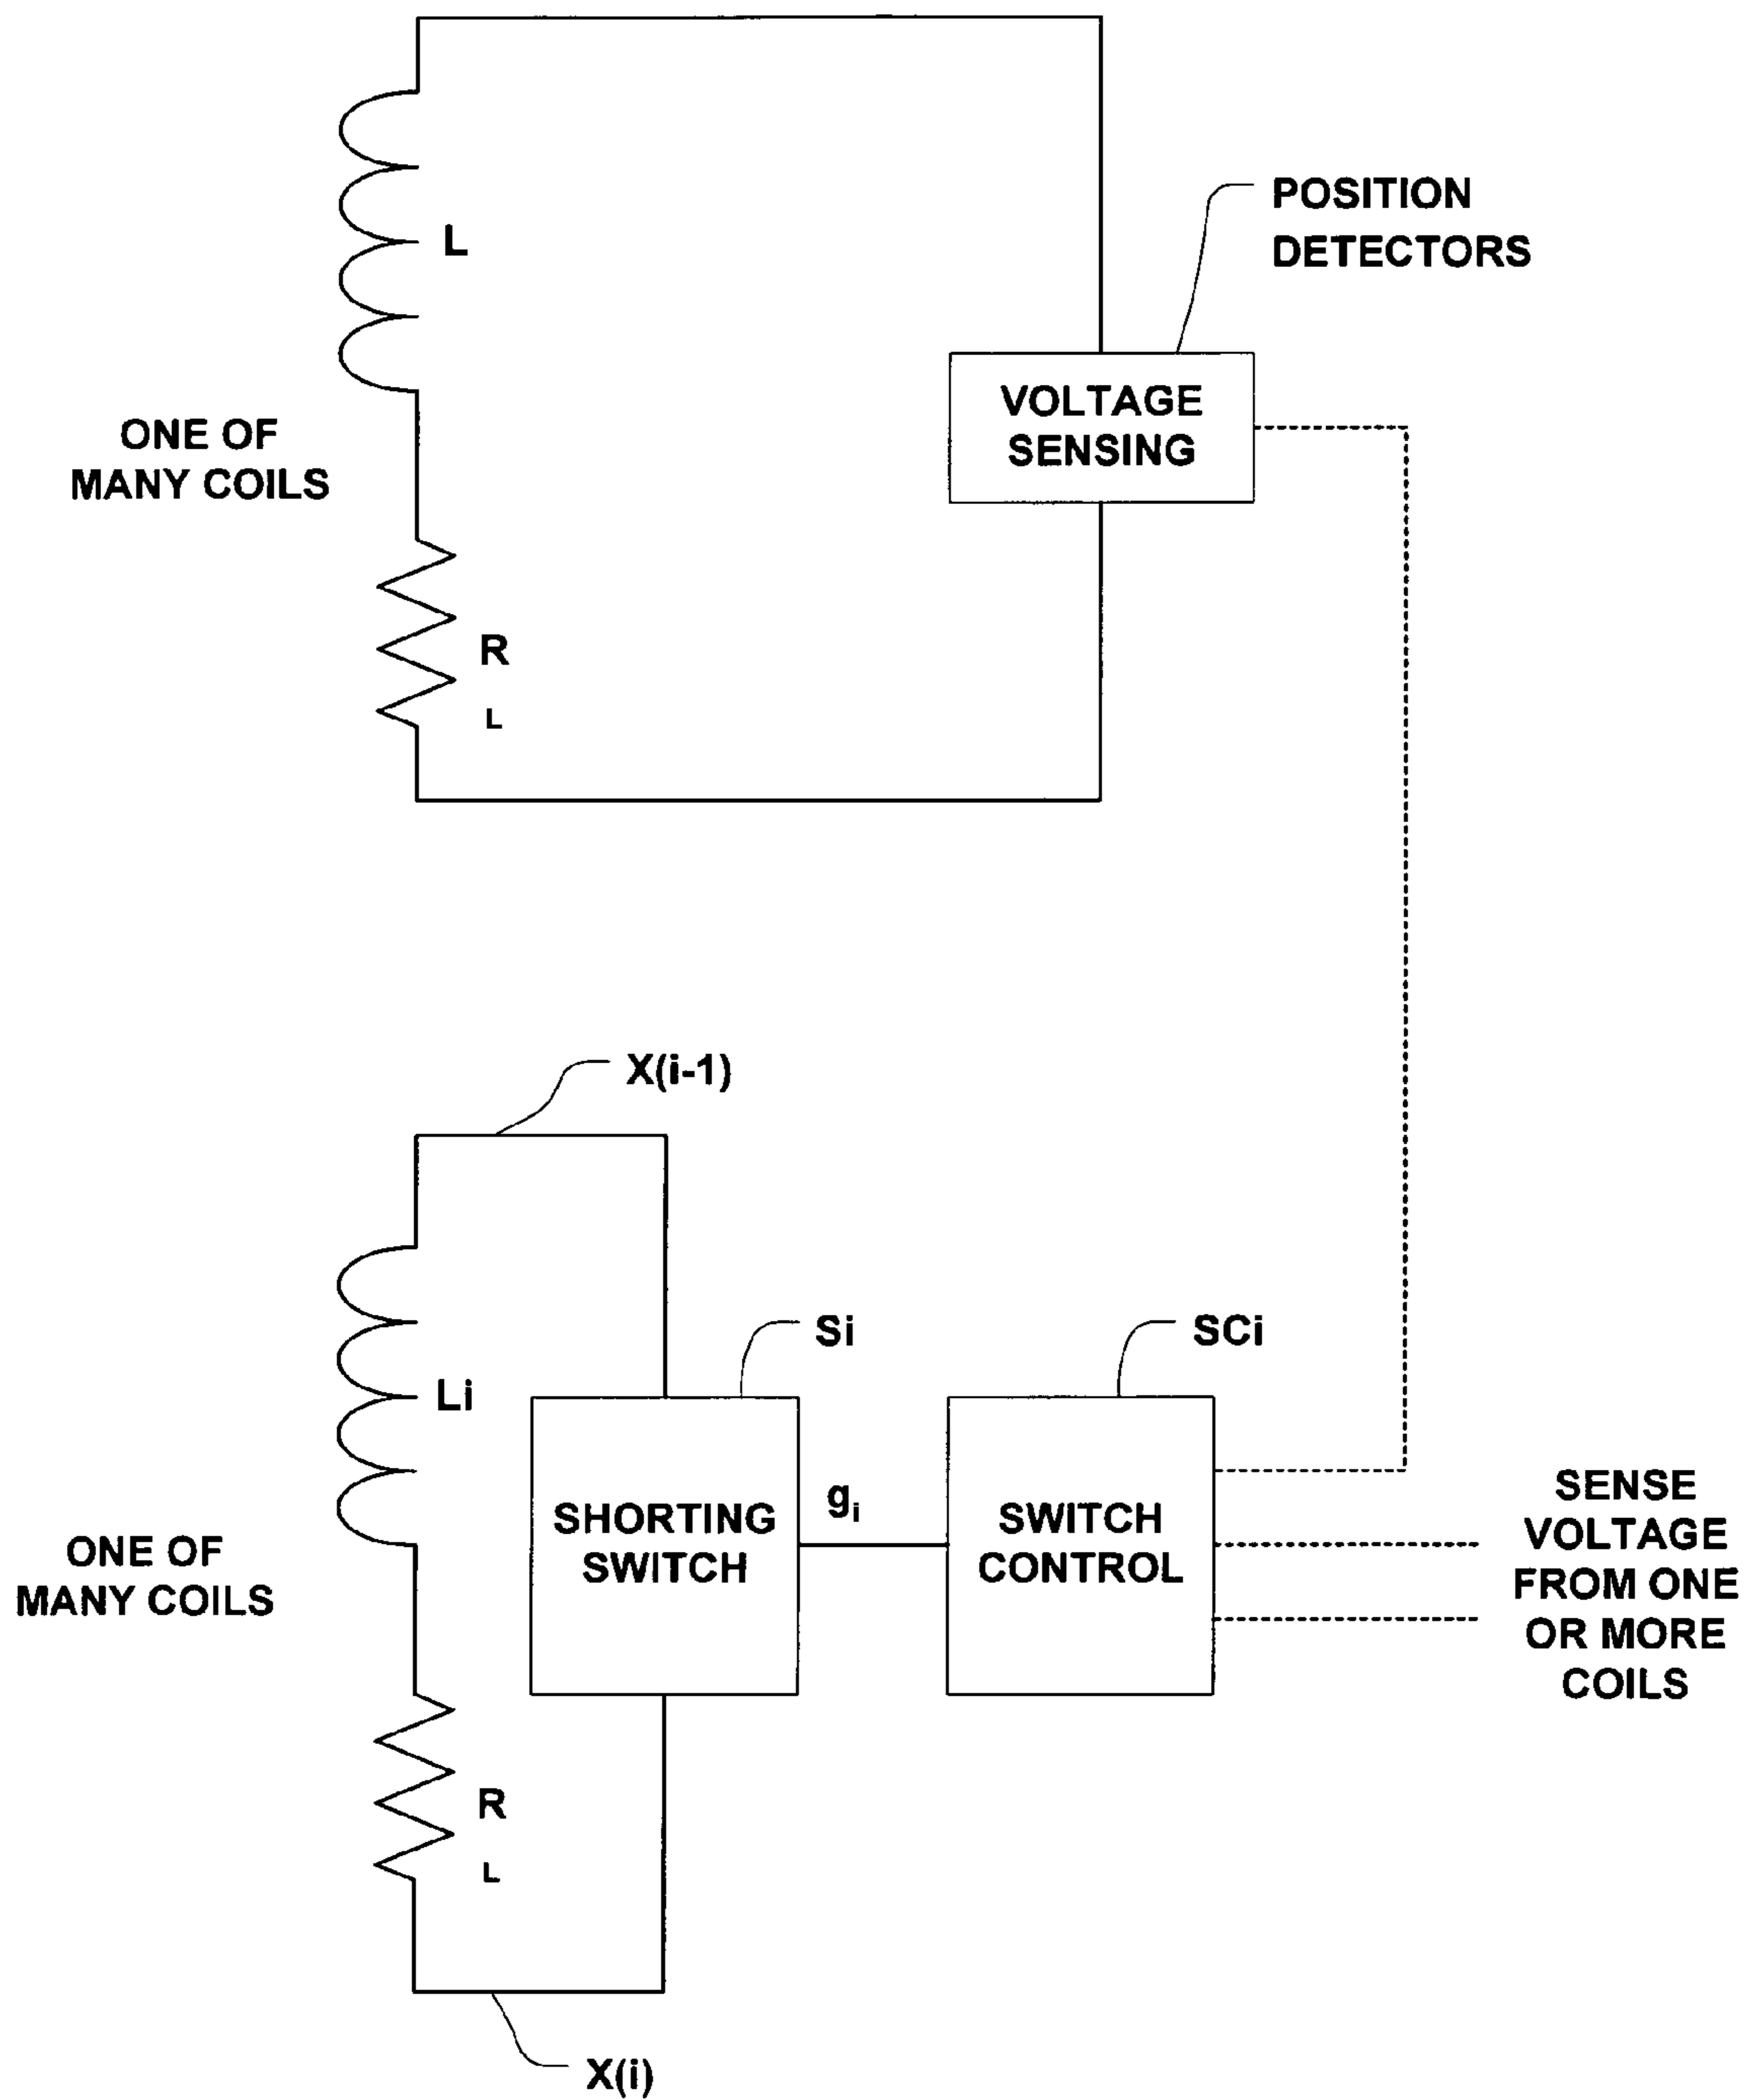 POSITION
DETECTORS
L
VOLTAGE
SENSING
ONE OF
MANY COILS
R
L
X(i-1)
Si
SCi
Li
SHORTING
SWITCH
gi
SWITCH
CONTROL
SENSE
VOLTAGE
FROM ONE
OR MORE
COILS
ONE OF
MANY COILS
R
L
X(i)